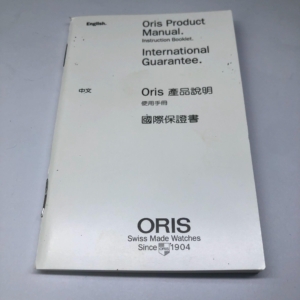 English.
Oris Product
Manual.
Instruction Booklet.
International
Guarantee.
中文
Oris 產品說明
使用手冊
國際保證書
ORIS
Swiss Made Watches
Since 1904